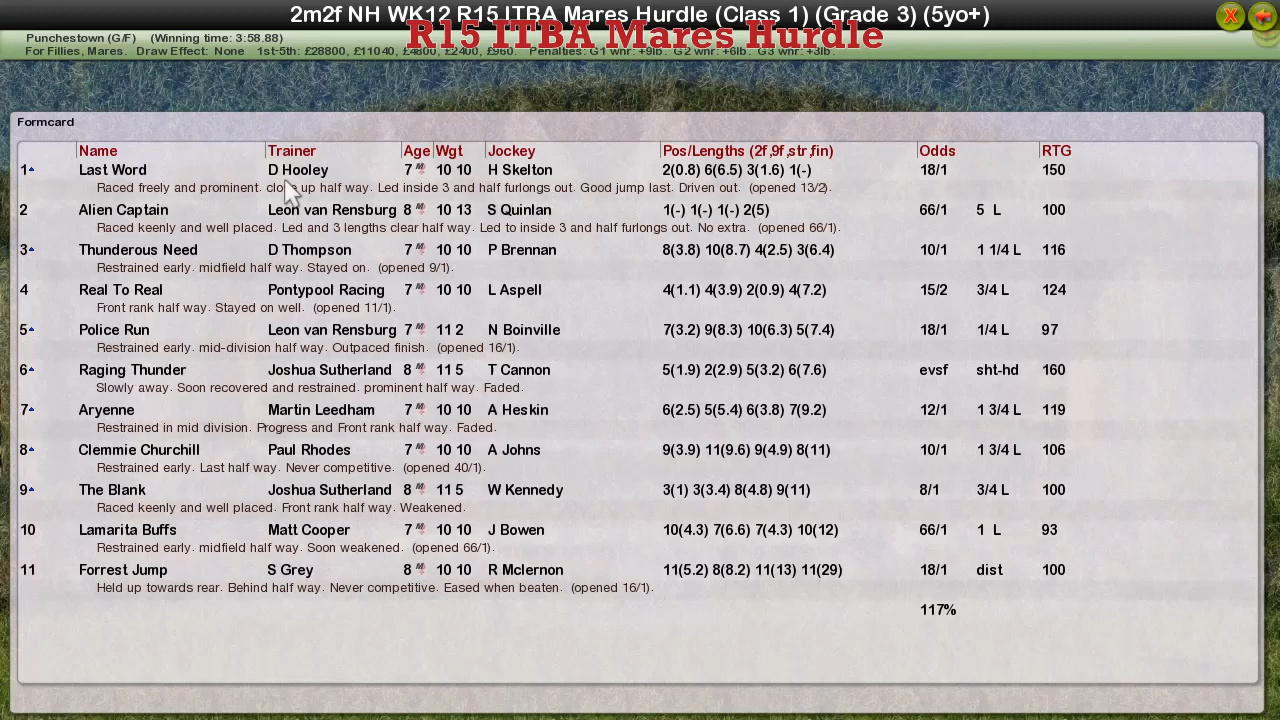 2m2f NH WK12 R15 ITBA Mares Hurdle (Class 1) (Grade 3) (5yo+)
R15 ITBA Mares Hurdle
Punchestown (G/F) (Winning time: 3:58.88)
For Fillies, Mares. Draw Effect: None 1st-5th: £28800, £11040, £4800, £2400, £960. Penalties: G1 wnr: +9lb. G2 wnr: +6lb. G3 wnr: +3lb.
Formcard
Name Trainer Age Wgt Jockey Pos/Lengths (2f,9f,str,fin) Odds RTG
1 Last Word D Hooley 7 10 10 H Skelton 2(0.8) 6(6.5) 3(1.6) 1(-) 18/1 150
Raced freely and prominent. close up half way. Led inside 3 and half furlongs out. Good jump last. Driven out. (opened 13/2).
2 Alien Captain Leon van Rensburg 8 10 13 S Quinlan 1(-) 1(-) 1(-) 2(5) 66/1 5 L 100
Raced keenly and well placed. Led and 3 lengths clear half way. Led to inside 3 and half furlongs out. No extra. (opened 66/1).
3 Thunderous Need D Thompson 7 10 10 P Brennan 8(3.8) 10(8.7) 4(2.5) 3(6.4) 10/1 1 1/4 L 116
Restrained early. midfield half way. Stayed on. (opened 9/1).
4 Real To Real Pontypool Racing 7 10 10 L Aspell 4(1.1) 4(3.9) 2(0.9) 4(7.2) 15/2 3/4 L 124
Front rank half way. Stayed on well. (opened 11/1).
5 Police Run Leon van Rensburg 7 11 2 N Boinville 7(3.2) 9(8.3) 10(6.3) 5(7.4) 18/1 1/4 L 97
Restrained early. mid-division half way. Outpaced finish. (opened 16/1).
6 Raging Thunder Joshua Sutherland 8 11 5 T Cannon 5(1.9) 2(2.9) 5(3.2) 6(7.6) evsf sht-hd 160
Slowly away. Soon recovered and restrained. prominent half way. Faded.
7 Aryenne Martin Leedham 7 10 10 A Heskin 6(2.5) 5(5.4) 6(3.8) 7(9.2) 12/1 1 3/4 L 119
Restrained in mid division. Progress and Front rank half way. Faded.
8 Clemmie Churchill Paul Rhodes 7 10 10 A Johns 9(3.9) 11(9.6) 9(4.9) 8(11) 10/1 1 3/4 L 106
Restrained early. Last half way. Never competitive. (opened 40/1).
9 The Blank Joshua Sutherland 8 11 5 W Kennedy 3(1) 3(3.4) 8(4.8) 9(11) 8/1 3/4 L 100
Raced keenly and well placed. Front rank half way. Weakened.
10 Lamarita Buffs Matt Cooper 7 10 10 J Bowen 10(4.3) 7(6.6) 7(4.3) 10(12) 66/1 1 L 93
Restrained early. midfield half way. Soon weakened. (opened 66/1).
11 Forrest Jump S Grey 8 10 10 R Mclernon 11(5.2) 8(8.2) 11(13) 11(29) 18/1 dist 100
Held up towards rear. Behind half way. Never competitive. Eased when beaten. (opened 16/1).
117%